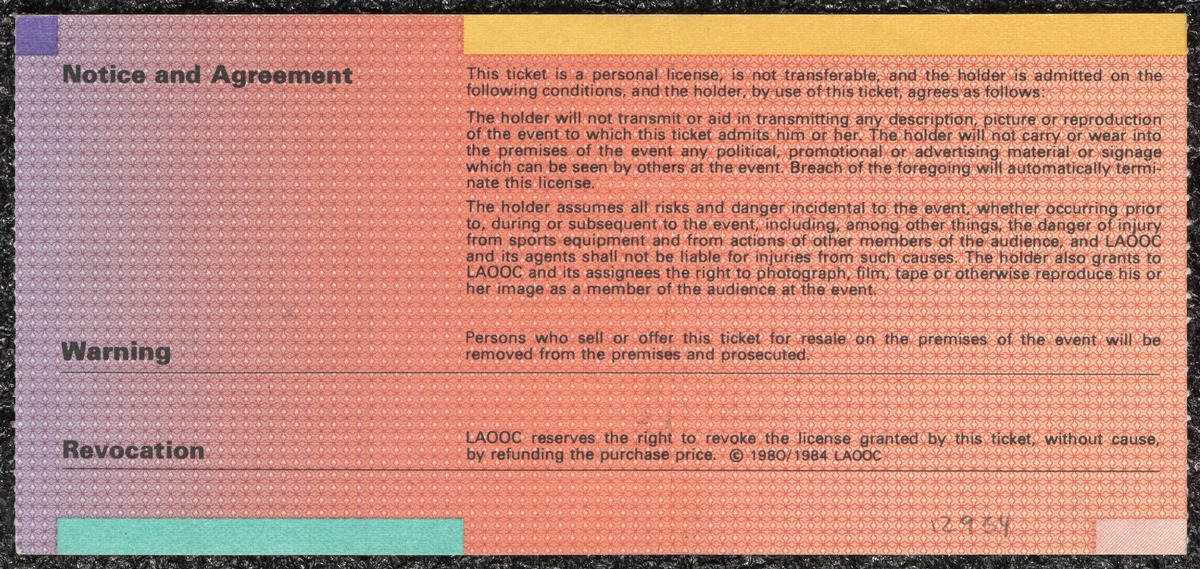 Notice and Agreement
This ticket is a personal license, is not transferable, and the holder is admitted on the
following conditions, and the holder, by use of this ticket, agrees as follows:
The holder will not transmit or aid in transmitting any description, picture or reproduction
of the event to which this ticket admits him or her. The holder will not carry or wear into
the premises of the event any political, promotional or advertising material or signage
which can be seen by others at the event. Breach of the foregoing will automatically termi-
nate this license.
The holder assumes all risks and danger incidental to the event, whether occurring prior
to, during or subsequent to the event, including, among other things, the danger of injury
from sports equipment and from actions of other members of the audience, and LAOOC
and its agents shall not be liable for injuries from such causes. The holder also grants to
LAOOC and its assignees the right to photograph, film, tape or otherwise reproduce his or
her image as a member of the audience at the event.
Warning
Persons who sell or offer this ticket for resale on the premises of the event will be
removed from the premises and prosecuted.
Revocation
LAOOC reserves the right to revoke the license granted by this ticket, without cause,
by refunding the purchase price. © 1980/1984 LAOOC
12934